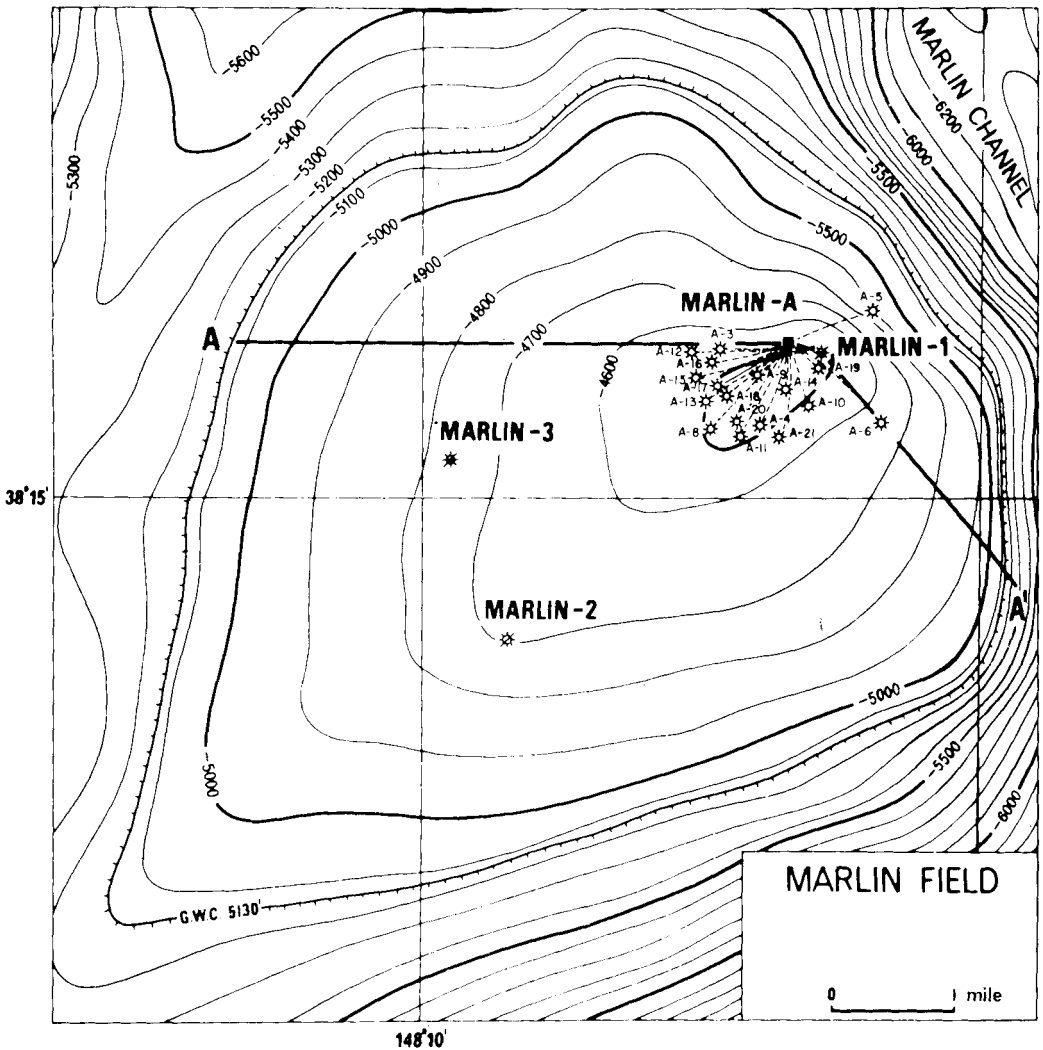 -5600
-5500
-5400
-5300
-5200
-5100
-5000
-5300
MARLIN CHANNEL
-6200
-6000
-5500
-5500
-4900
-4800
-4700
-4600
MARLIN-A
A-5
A
A-3
A-12
A-16
MARLIN-1
A-19
A-15
A-17
A-9
A-14
A-18
A-13
A-10
A-20
A-4
A-8
A-11
A-21
A-6
MARLIN-3
38°15'
MARLIN-2
A'
-5000
-5000
-5500
-6000
G.W.C 5130'
MARLIN FIELD
0 1 mile
148°10'